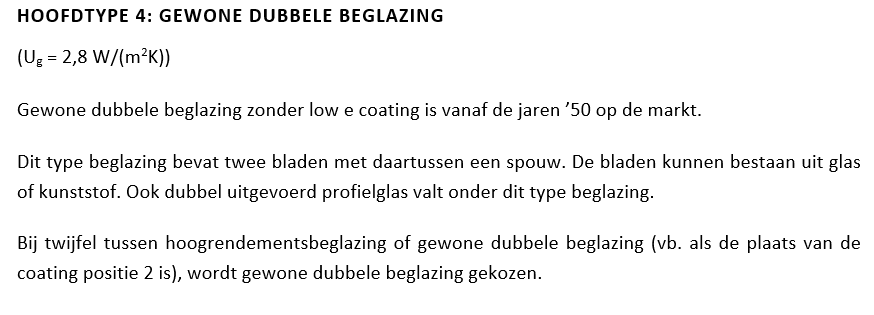 HOOFDTYPE 4: GEWONE DUBBELE BEGLAZING
(Ug = 2,8 W/(m²K))
Gewone dubbele beglazing zonder low e coating is vanaf de jaren ’50 op de markt.
Dit type beglazing bevat twee bladen met daartussen een spouw. De bladen kunnen bestaan uit glas
of kunststof. Ook dubbel uitgevoerd profielglas valt onder dit type beglazing.
Bij twijfel tussen hoogrendementsbeglazing of gewone dubbele beglazing (vb. als de plaats van de
coating positie 2 is), wordt gewone dubbele beglazing gekozen.